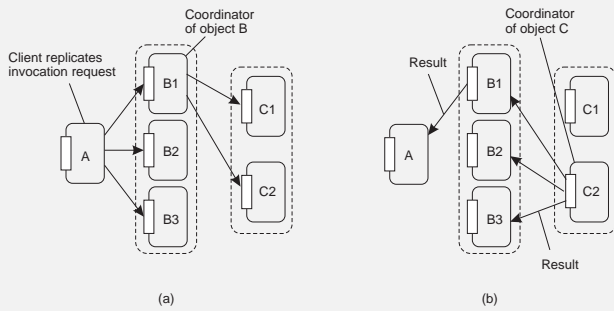 Client replicates
invocation request
Coordinator
of object B
A
B1
B2
B3
C1
C2
(a)
Coordinator
of object C
Result
A
B1
B2
B3
C1
C2
Result
(b)